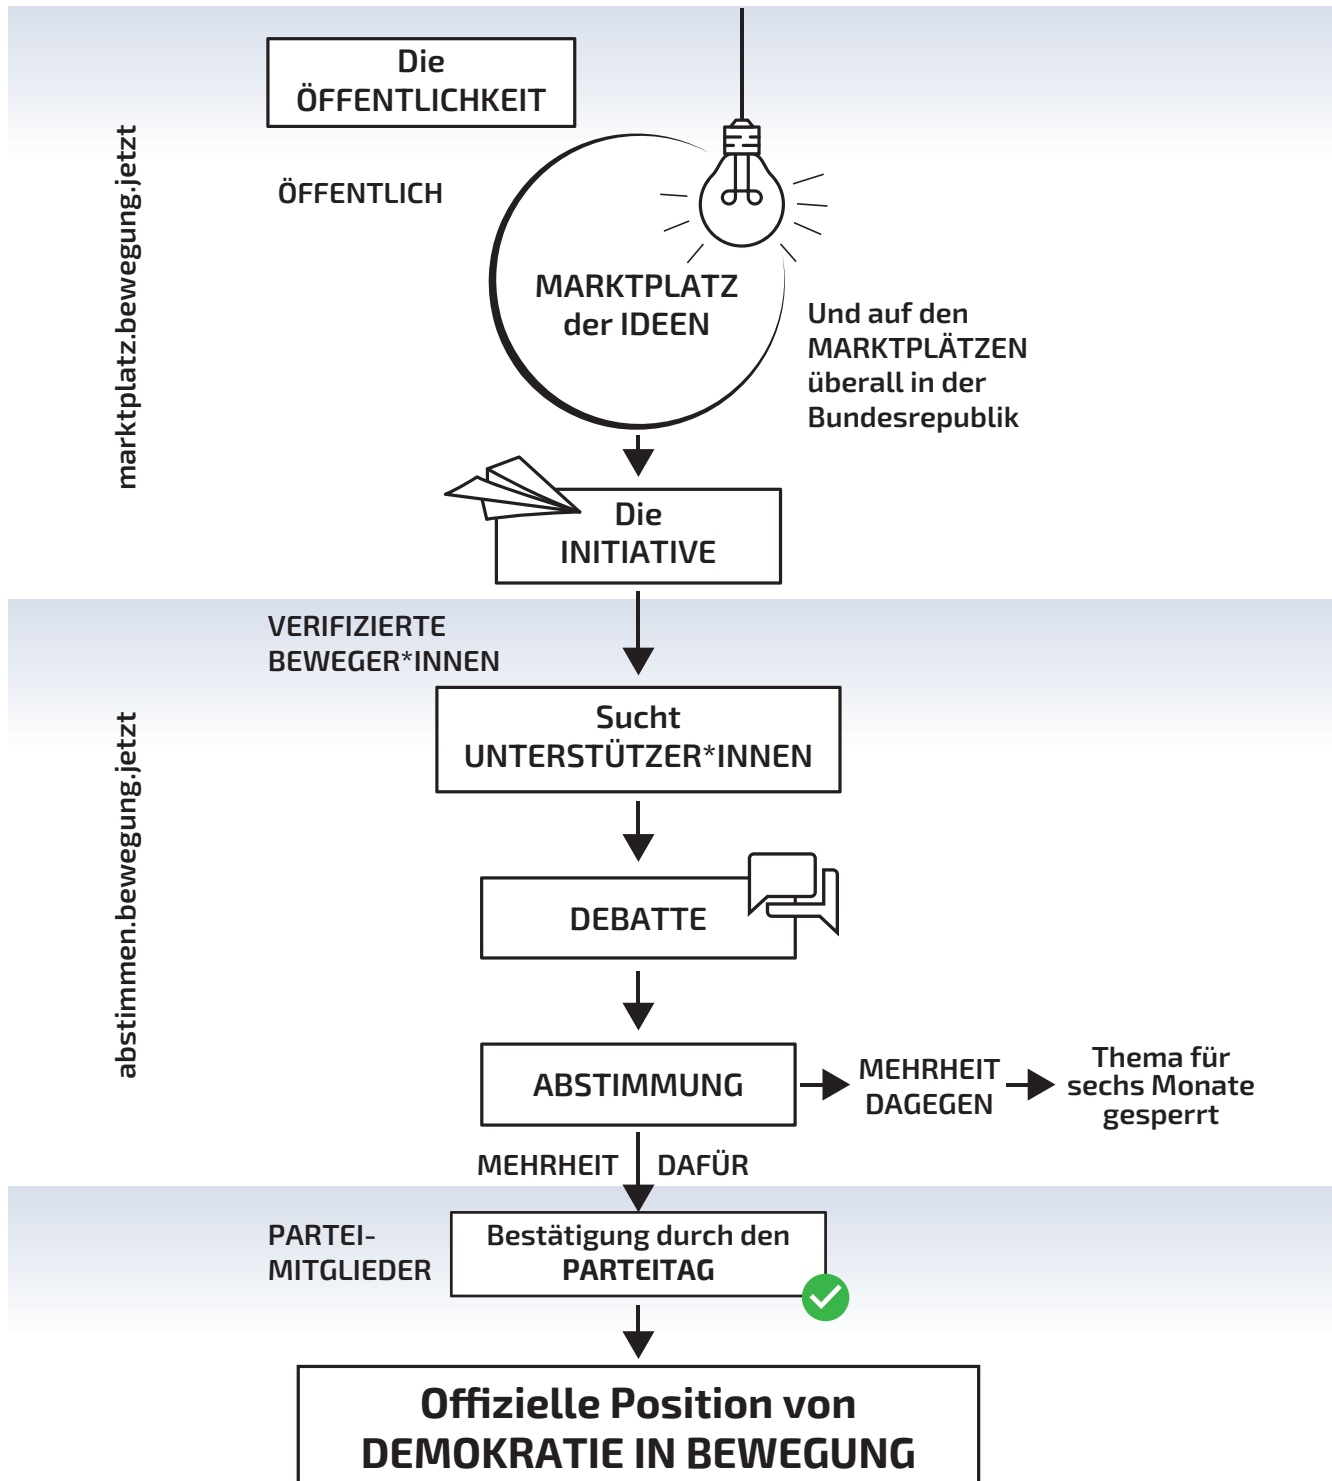 Die
ÖFFENTLICHKEIT
ÖFFENTLICH
marktplatz.bewegung.jetzt
MARKTPLATZ
der IDEEN
Und auf den
MARKTPLÄTZEN
überall in der
Bundesrepublik
Die
INITIATIVE
VERIFIZIERTE
BEWEGER*INNEN
abstimmen.bewegung.jetzt
Sucht
UNTERSTÜTZER*INNEN
DEBATTE
ABSTIMMUNG
MEHRHEIT
DAGEGEN
Thema für
sechs Monate
gesperrt
MEHRHEIT DAFÜR
PARTEI-
MITGLIEDER
Bestätigung durch den
PARTEITAG
Offizielle Position von
DEMOKRATIE IN BEWEGUNG